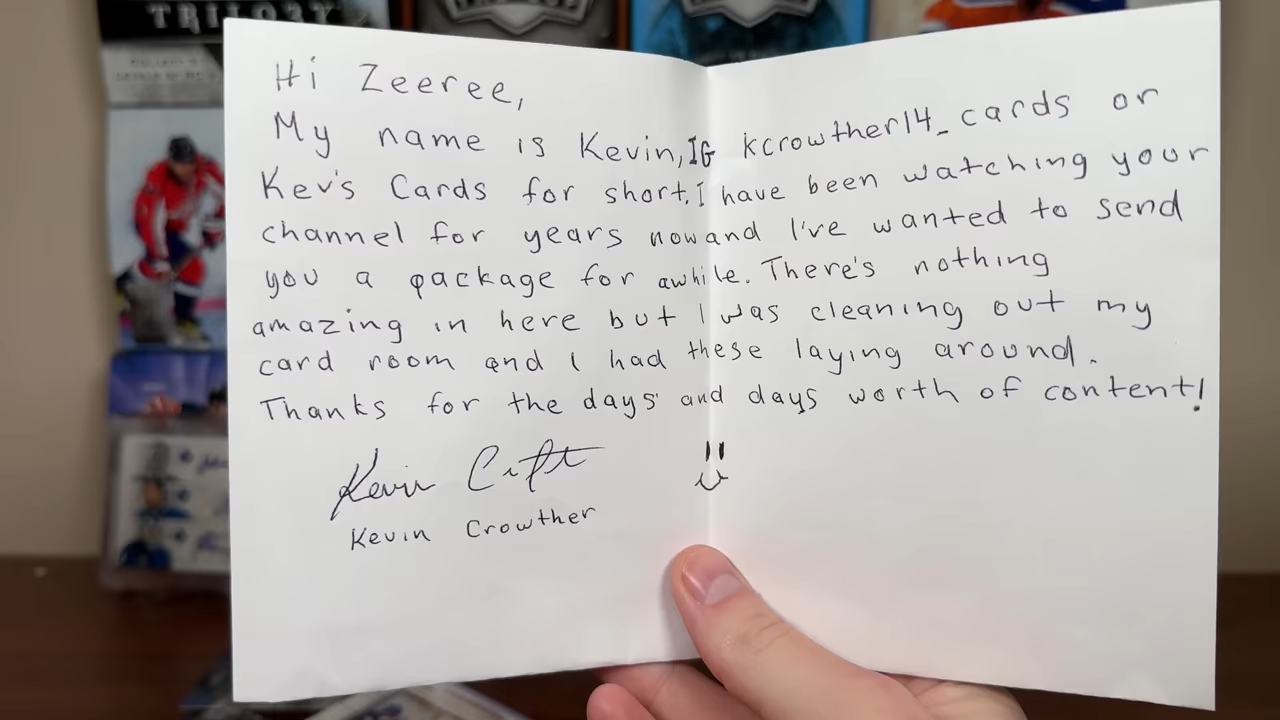 TRILOGY
Hi Zeeree,
My name is Kevin, IG kcrowther14_cards or
Kev's Cards for short. I have been watching your
channel for years now and I've wanted to send
you a package for awhile. There's nothing
amazing in here but I was cleaning out my
card room and I had these laying around.
Thanks for the days and days worth of content!
Kevin
Kevin Crowther